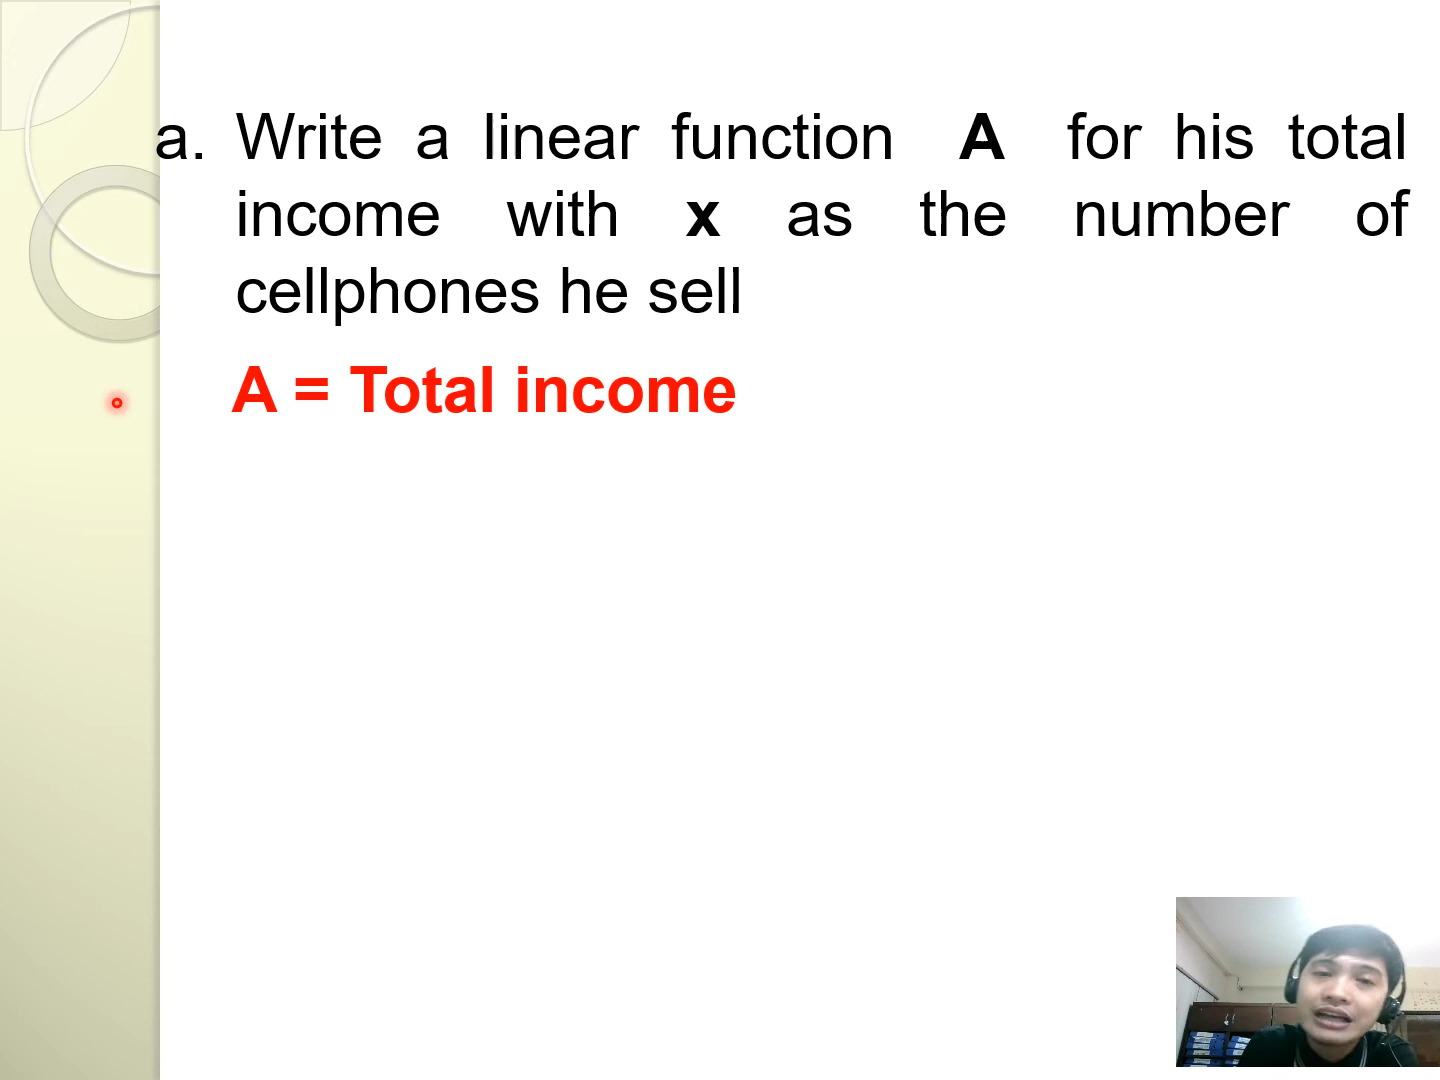 a. Write a linear function A for his total
income with x as the number of
cellphones he sell
A = Total income